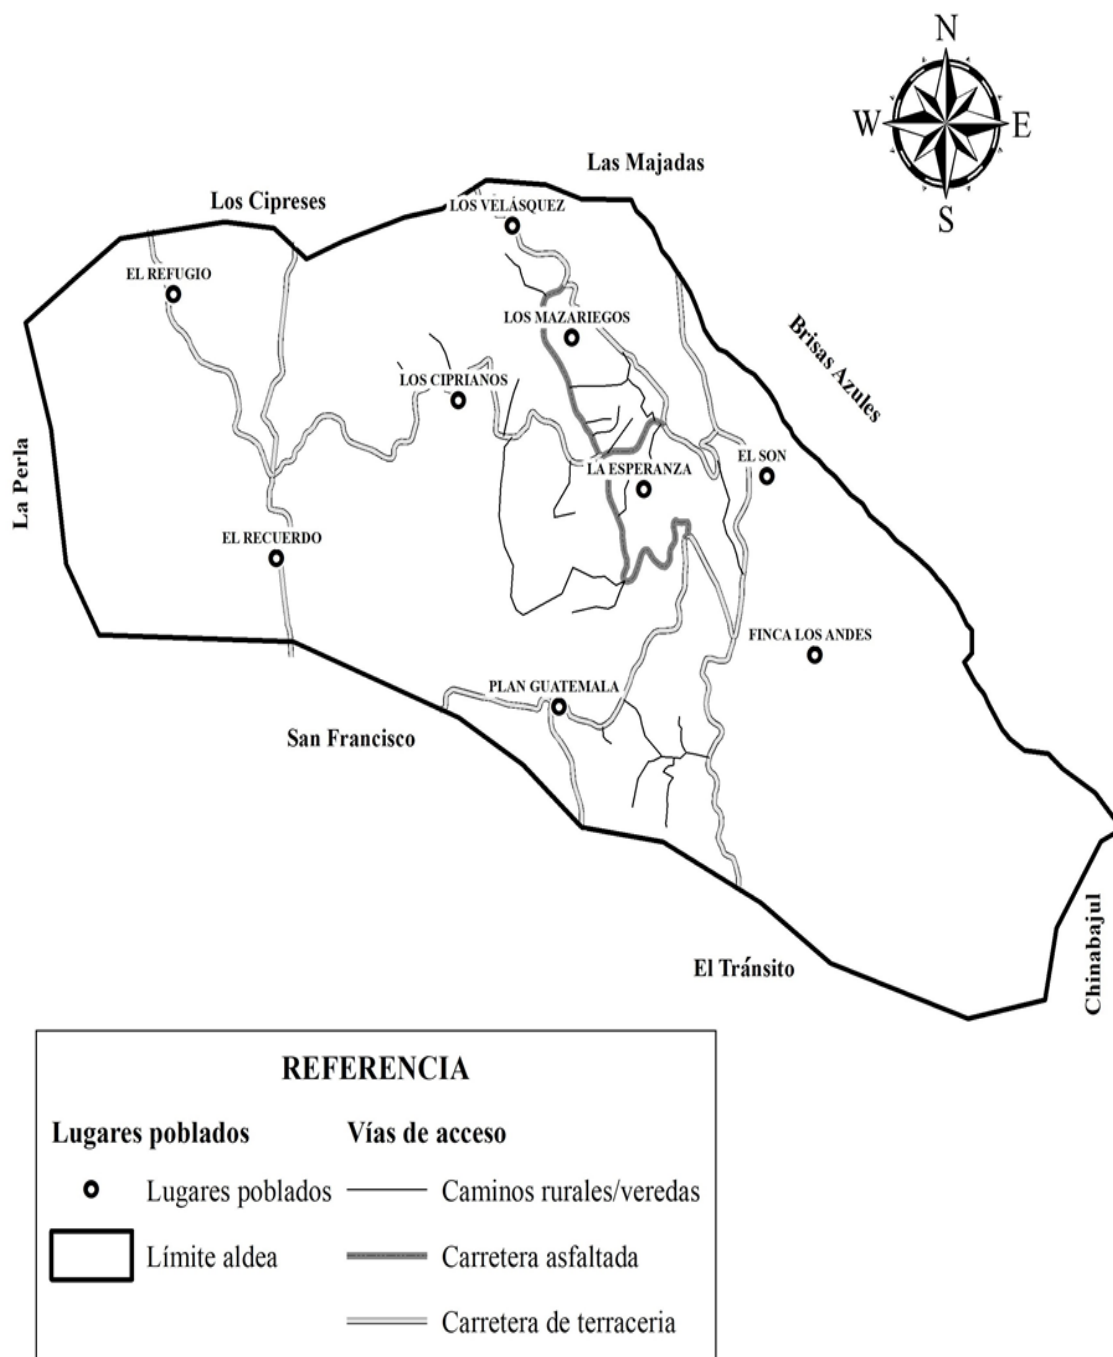 N
W
E
S
Las Majadas
Los Cipreses
LOS VELÁSQUEZ
EL REFUGIO
LOS MAZARIEGOS
Brisas Azules
LOS CIPRIANOS
La Perla
EL SON
LA ESPERANZA
EL RECUERDO
FINCA LOS ANDES
PLAN GUATEMALA
San Francisco
El Tránsito
Chinabajul
REFERENCIA
Lugares poblados
Vías de acceso
Lugares poblados
Caminos rurales/veredas
Límite aldea
Carretera asfaltada
Carretera de terraceria